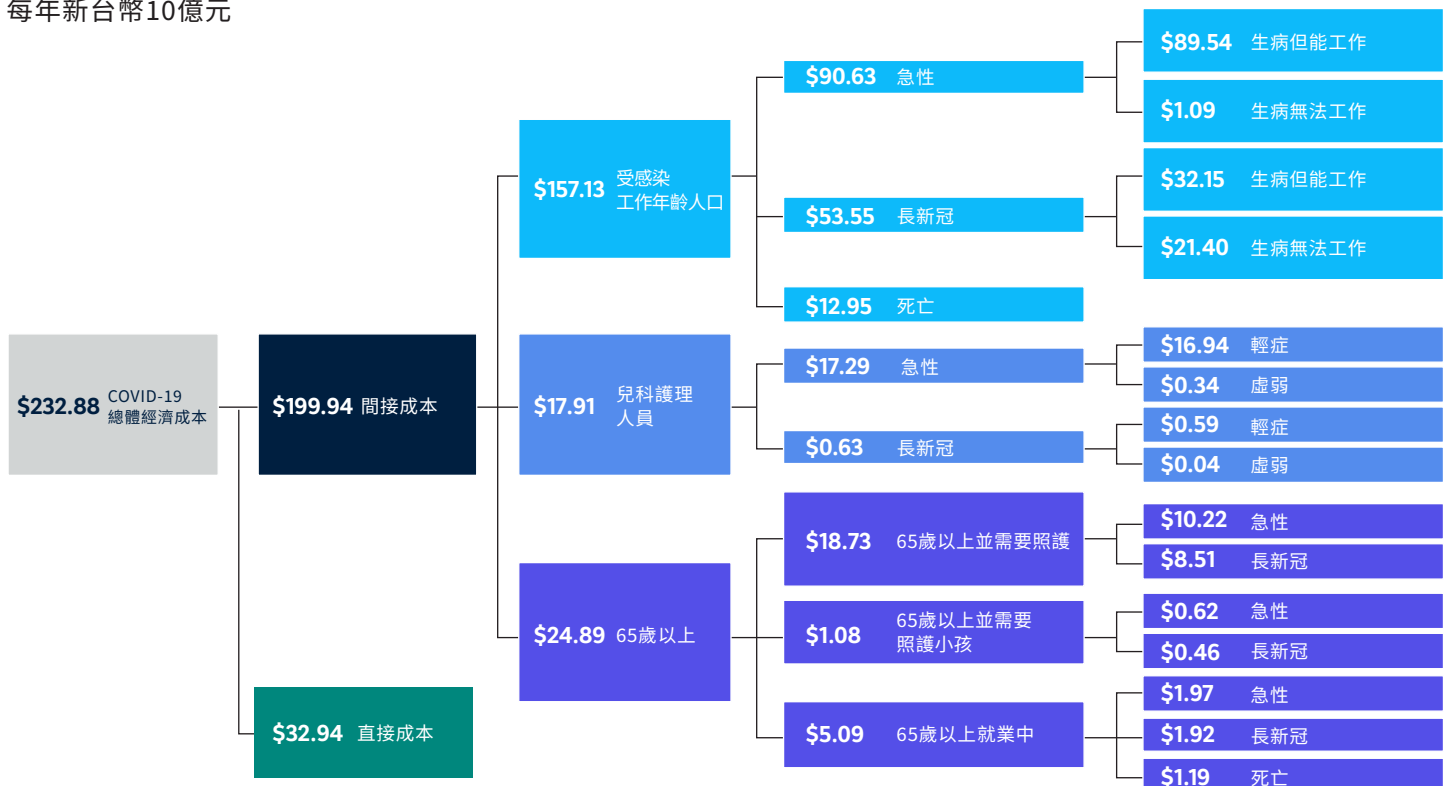 每年新台幣10億元
$232.88 COVID-19
總體經濟成本
$199.94 間接成本
$32.94 直接成本
$157.13 受感染
工作年齡人口
$17.91 兒科護理
人員
$24.89 65歲以上
$90.63 急性
$53.55 長新冠
$12.95 死亡
$17.29 急性
$0.63 長新冠
$18.73 65歲以上並需要照護
$1.08 65歲以上並需要
照護小孩
$5.09 65歲以上就業中
$89.54 生病但能工作
$1.09 生病無法工作
$32.15 生病但能工作
$21.40 生病無法工作
$16.94 輕症
$0.34 虛弱
$0.59 輕症
$0.04 虛弱
$10.22 急性
$8.51 長新冠
$0.62 急性
$0.46 長新冠
$1.97 急性
$1.92 長新冠
$1.19 死亡